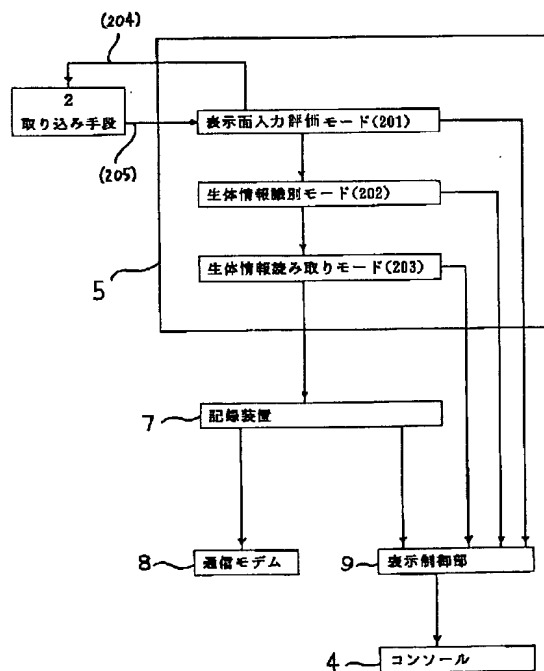 (204)
2
取り込み手段
(205)
表示面入力評価モード(201)
生体情報識別モード(202)
5
生体情報読み取りモード(203)
7
記録装置
8
通信モデム
9
表示制御部
4
コンソール